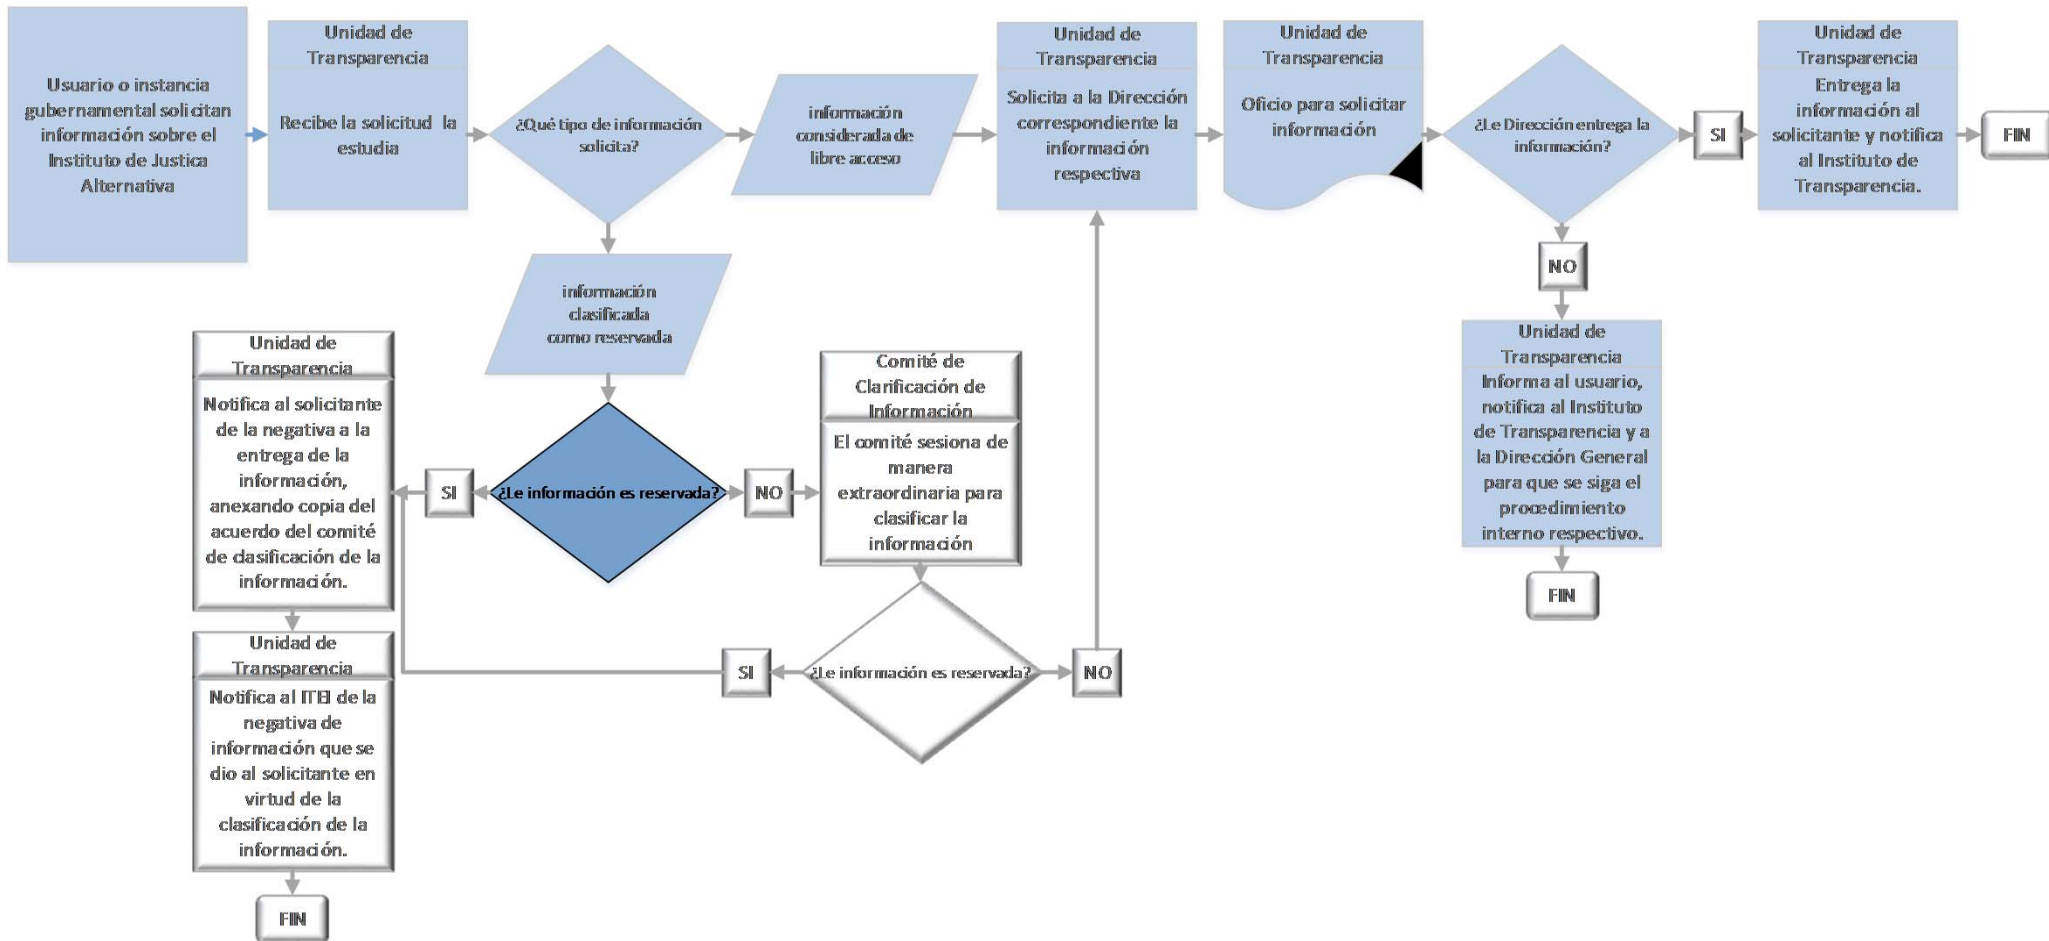 Usuario o instancia
gubernamental solicitan
información sobre el
Instituto de Justica
Alternativa
Unidad de
Transparencia
Recibe la solicitud la
estudia
¿Qué tipo de información
solicita?
información
considerada de
libre acceso
Unidad de
Transparencia
Solicita a la Dirección
correspondiente la
información
respectiva
Unidad de
Transparencia
Oficio para solicitar
información
¿Le Dirección entrega la
información?
SI
Unidad de
Transparencia
Entrega la
información al
solicitante y notifica
al Instituto de
Transparencia.
FIN
NO
Unidad de
Transparencia
Informa al usuario,
notifica al Instituto
de Transparencia y a
la Dirección General
para que se siga el
procedimiento
interno respectivo.
FIN
información
clasificada
como reservada
¿Le información es reservada?
SI
NO
Unidad de
Transparencia
Notifica al solicitante
de la negativa a la
entrega de la
información,
anexando copia del
acuerdo del comité
de clasificación de la
información.
Comité de
Clarificación de
Información
El comité sesiona de
manera
extraordinaria para
clasificar la
información
¿Le información es reservada?
SI
NO
Unidad de
Transparencia
Notifica al ITEI de la
negativa de
información que se
dio al solicitante en
virtud de la
clasificación de la
información.
FIN